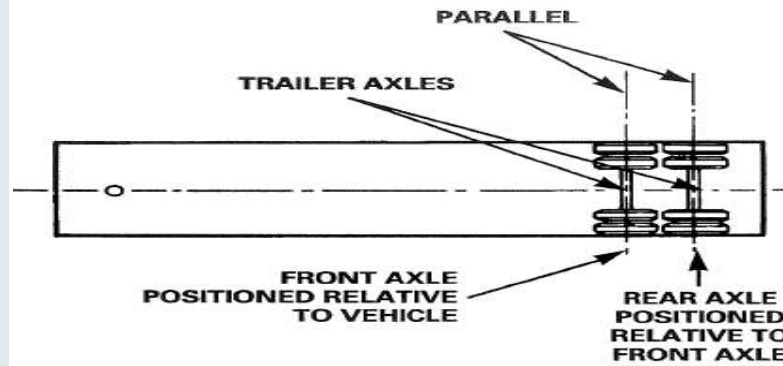 PARALLEL
TRAILER AXLES
FRONT AXLE
POSITIONED RELATIVE
TO VEHICLE
REAR AXLE
POSITIONED
RELATIVE TO
FRONT AXLE